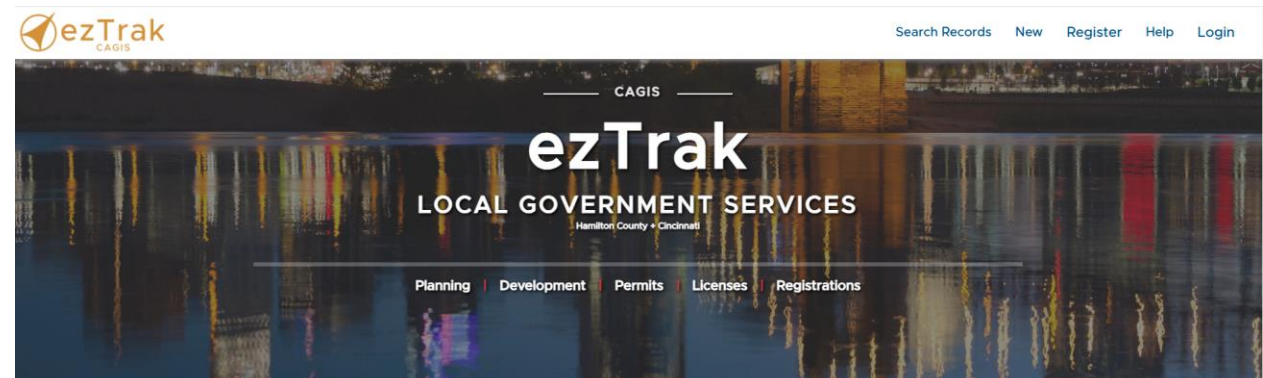 ezTrak
CAGIS
Search Records New Register Help Login
CAGIS
ezTrak
LOCAL GOVERNMENT SERVICES
Hamilton County + Cincinnati
Planning | Development | Permits | Licenses | Registrations